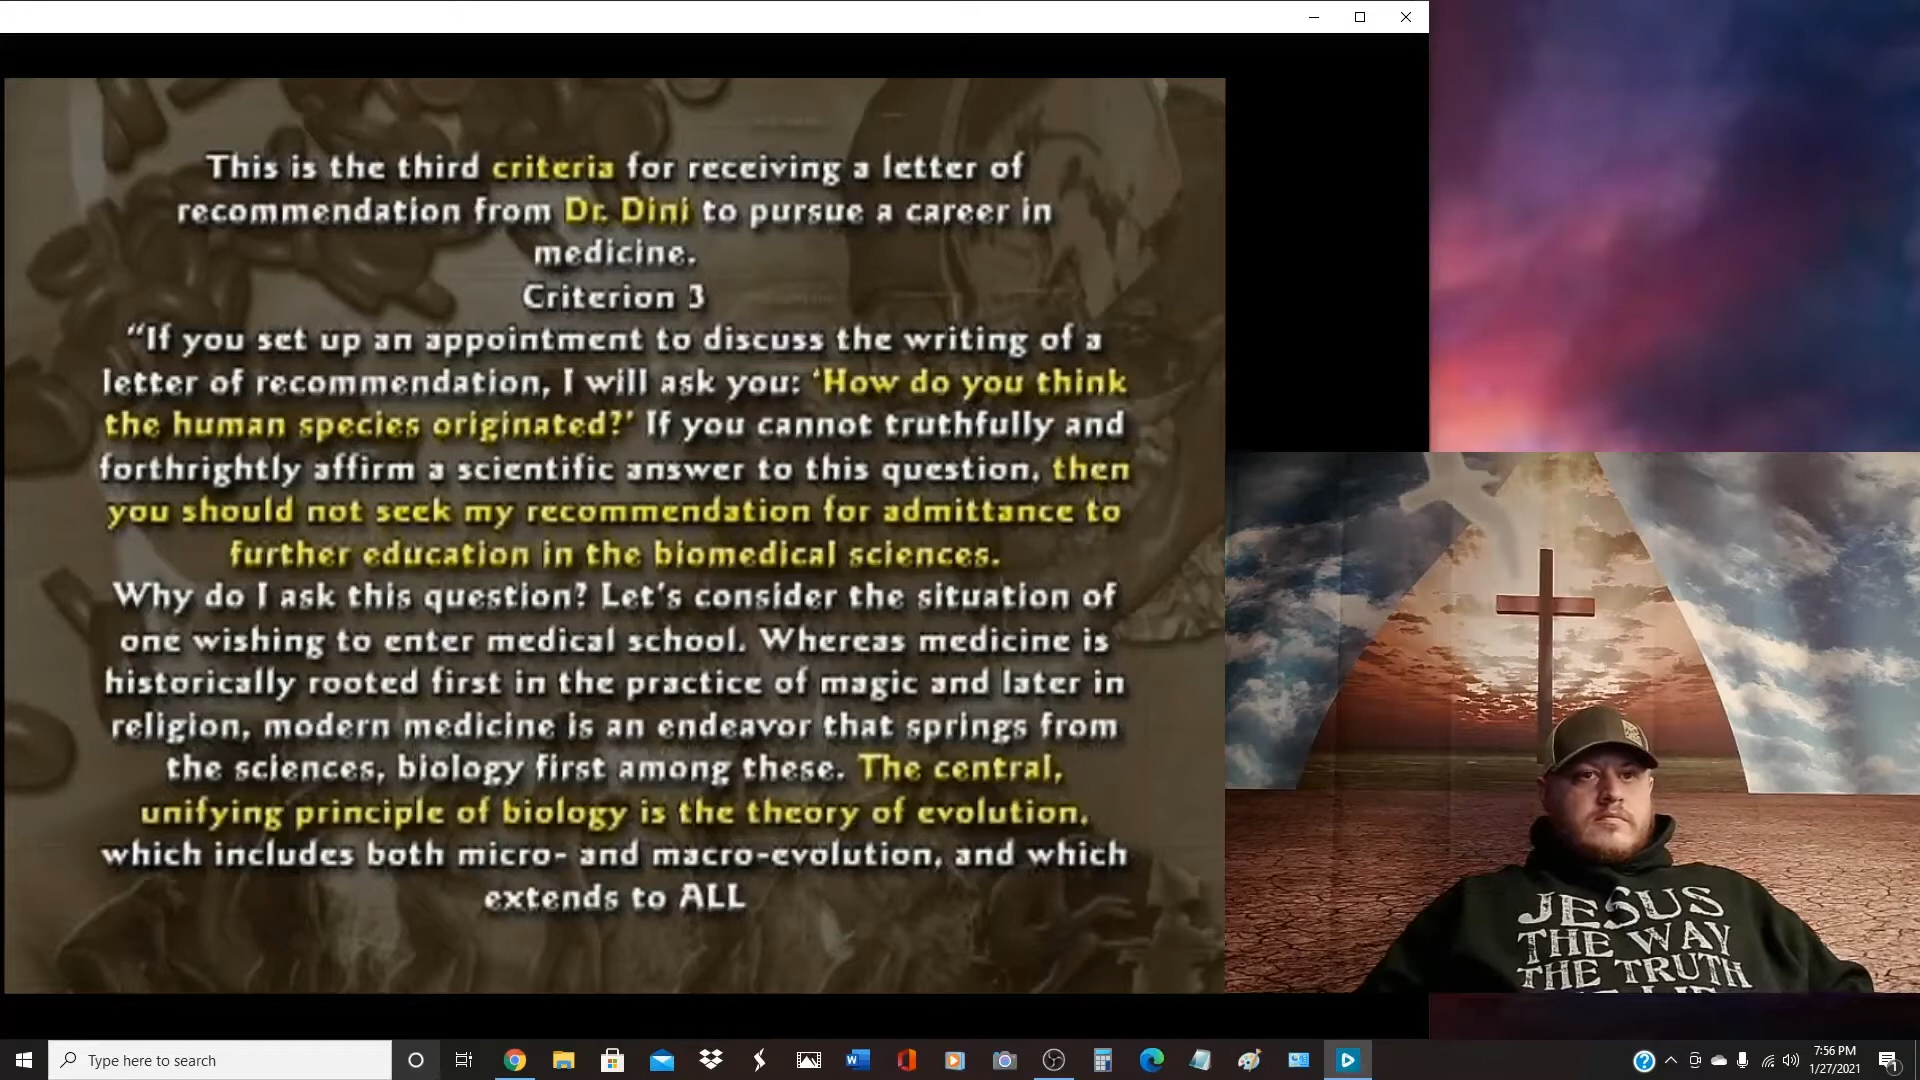 This is the third criteria for receiving a letter of
recommendation from Dr. Dini to pursue a career in
medicine.
Criterion 3
“If you set up an appointment to discuss the writing of a
letter of recommendation, I will ask you: ‘How do you think
the human species originated?’ If you cannot truthfully and
forthrightly affirm a scientific answer to this question, then
you should not seek my recommendation for admittance to
further education in the biomedical sciences.
Why do I ask this question? Let’s consider the situation of
one wishing to enter medical school. Whereas medicine is
historically rooted first in the practice of magic and later in
religion, modern medicine is an endeavor that springs from
the sciences, biology first among these. The central,
unifying principle of biology is the theory of evolution,
which includes both micro- and macro-evolution, and which
extends to ALL
JESUS
THE WAY
THE TRUTH
Type here to search
7:56 PM
1/27/2021
1